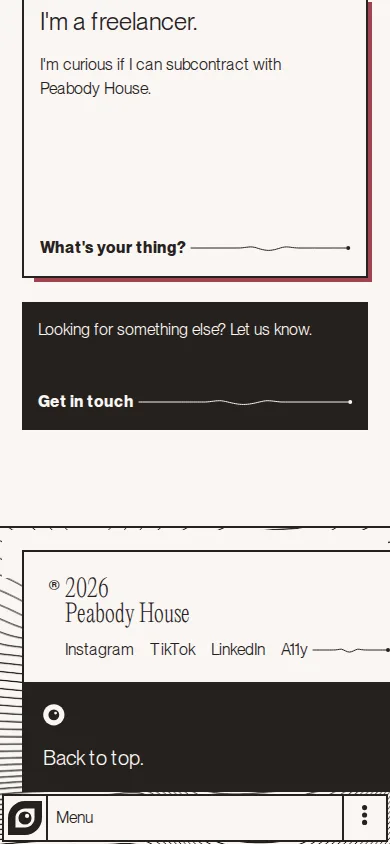 I'm a freelancer.
I'm curious if I can subcontract with
Peabody House.
What's your thing?
Looking for something else? Let us know.
Get in touch
® 2026
Peabody House
Instagram TikTok LinkedIn A11y
Back to top.
Menu